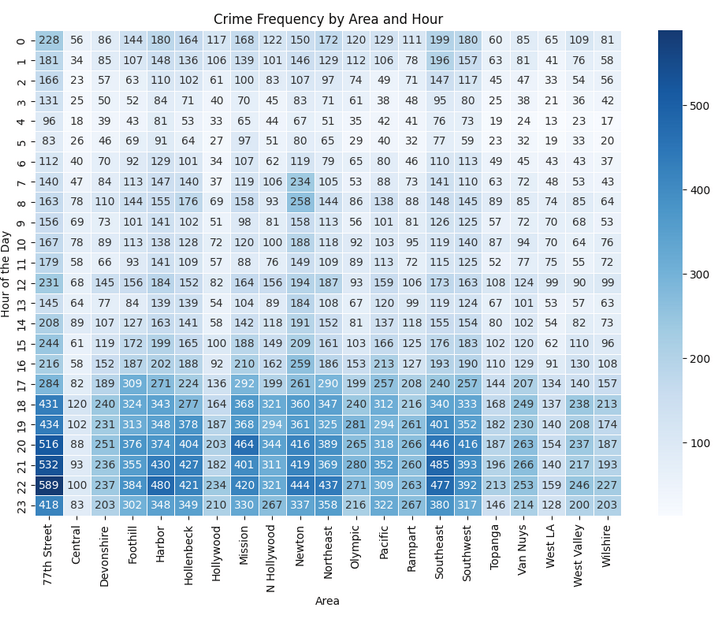 Crime Frequency by Area and Hour
0 228 56 86 144 180 164 117 168 122 150 172 120 129 111 199 180 60 85 65 109 81
1 181 34 85 107 148 136 106 139 101 146 129 112 106 78 196 157 63 81 41 76 58
2 166 23 57 63 110 102 61 100 83 107 97 74 49 71 147 117 45 47 33 54 56
3 131 25 50 52 84 71 40 70 45 83 71 61 38 48 95 80 25 38 21 36 42
4 96 18 39 43 81 53 33 65 44 67 51 35 42 41 76 73 19 24 13 23 17
5 83 26 46 69 91 64 27 97 51 80 65 29 40 32 77 59 23 32 19 33 20
6 112 40 70 92 129 101 34 107 62 119 79 65 80 46 110 113 49 45 43 43 37
7 140 47 84 113 147 140 37 119 106 234 105 53 88 73 141 110 63 72 48 53 43
8 163 78 110 144 155 176 69 158 93 258 144 86 138 88 148 145 89 85 74 85 64
9 156 69 73 101 141 102 51 98 81 158 113 56 101 81 126 125 57 72 70 68 53
10 167 78 89 113 138 128 72 120 100 188 118 92 103 95 119 140 87 94 70 64 76
11 179 58 66 93 141 109 57 88 76 149 109 89 113 72 115 125 52 77 75 55 72
12 231 68 145 156 184 152 82 164 156 194 187 93 159 106 173 163 108 124 99 90 99
13 145 64 77 84 139 139 54 104 89 184 108 67 120 99 119 124 67 101 53 57 63
14 208 89 107 127 163 141 58 142 118 191 152 81 137 118 155 154 80 102 54 82 73
15 244 61 119 172 199 165 100 188 149 209 161 103 166 125 176 183 102 120 62 110 96
16 216 58 152 187 202 188 92 210 162 259 186 153 213 127 193 190 110 129 91 130 108
17 284 82 189 309 271 224 136 292 199 261 290 199 257 208 240 257 144 207 134 140 157
18 431 120 240 324 343 277 164 368 321 360 347 240 312 216 340 333 168 249 137 238 213
19 434 102 231 313 348 378 187 368 294 361 325 281 294 261 401 352 182 230 140 208 174
20 516 88 251 376 374 404 203 464 344 416 389 265 318 266 446 416 187 263 154 237 187
21 532 93 236 355 430 427 182 401 311 419 369 280 352 260 485 393 196 266 140 217 193
22 589 100 237 384 480 421 234 420 321 444 437 271 309 263 477 392 213 253 159 246 227
23 418 83 203 302 348 349 210 330 267 337 358 216 322 267 380 317 146 214 128 200 203
Hour of the Day
77th Street
Central
Devonshire
Foothill
Harbor
Hollenbeck
Hollywood
Mission
N Hollywood
Newton
Northeast
Olympic
Pacific
Rampart
Southeast
Southwest
Topanga
Van Nuys
West LA
West Valley
Wilshire
Area
500
400
300
200
100